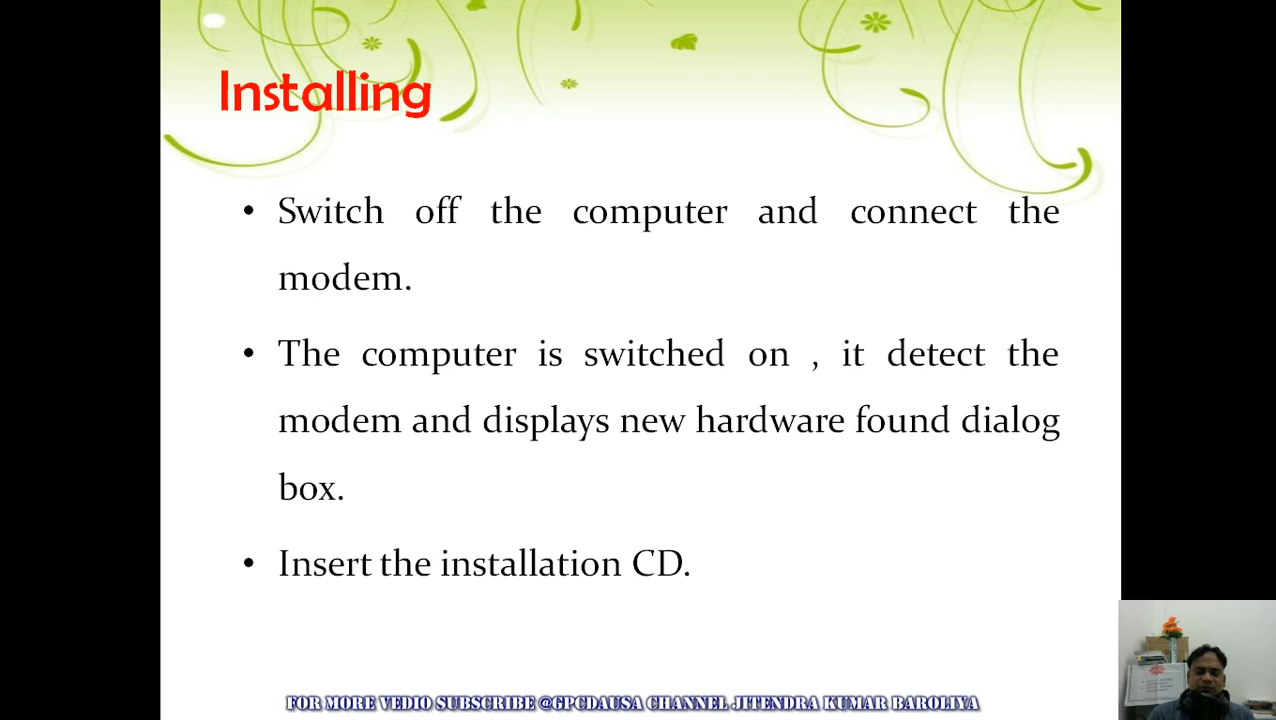 Installing
• Switch off the computer and connect the
modem.
• The computer is switched on , it detect the
modem and displays new hardware found dialog
box.
• Insert the installation CD.
FOR MORE VEDIO SUBSCRIBE @GPCDAUSA CHANNEL JITENDRA KUMAR BAROLIYA